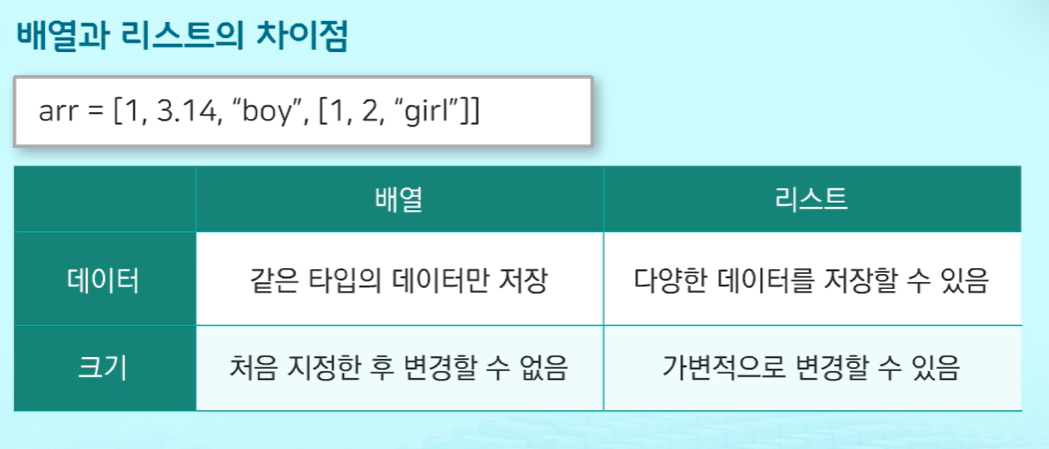 배열과 리스트의 차이점
arr = [1, 3.14, “boy”, [1, 2, “girl”]]
배열 리스트
데이터 같은 타입의 데이터만 저장 다양한 데이터를 저장할 수 있음
크기 처음 지정한 후 변경할 수 없음 가변적으로 변경할 수 있음